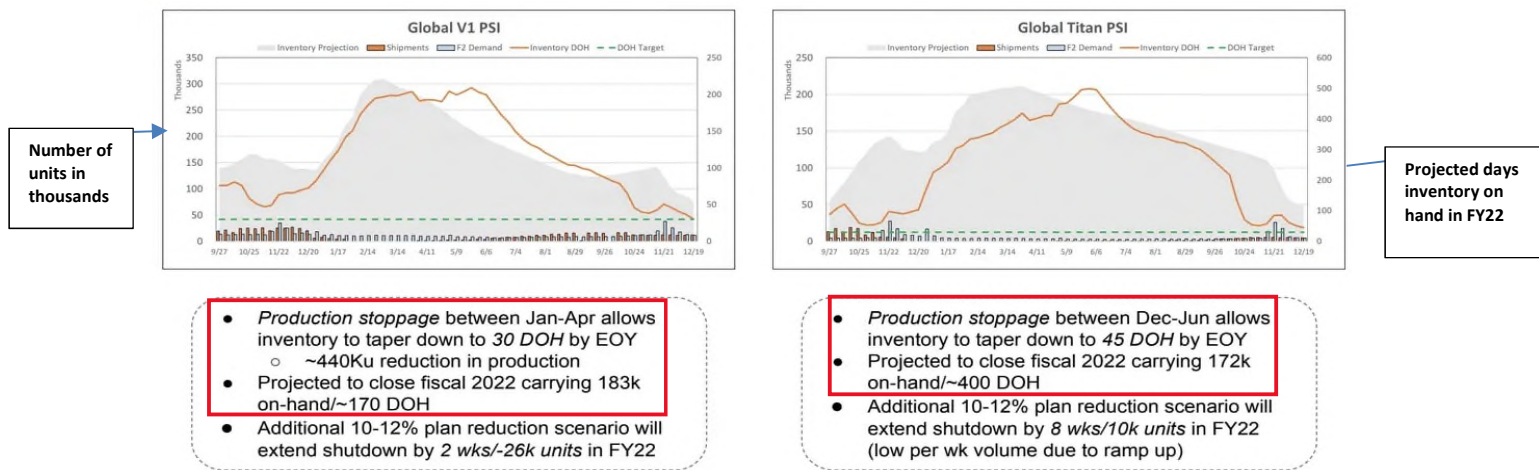 Global V1 PSI
Inventory Projection Shipments F2 Demand Inventory DOH DOH Target
Thousands
350
300
250
200
150
100
50
0
250
200
150
100
50
0
9/27 10/25 11/22 12/20 1/17 2/14 3/14 4/11 5/9 6/6 7/4 8/1 8/29 9/26 10/24 11/21 12/19
Global Titan PSI
Inventory Projection Shipments F2 Demand Inventory DOH DOH Target
Thousands
250
200
150
100
50
0
600
500
400
300
200
100
0
9/27 10/25 11/22 12/20 1/17 2/14 3/14 4/11 5/9 6/6 7/4 8/1 8/29 9/26 10/24 11/21 12/19
Number of
units in
thousands
Projected days
inventory on
hand in FY22
● Production stoppage between Jan-Apr allows
inventory to taper down to 30 DOH by EOY
○ ~440Ku reduction in production
● Projected to close fiscal 2022 carrying 183k
on-hand/~170 DOH
● Additional 10-12% plan reduction scenario will
extend shutdown by 2 wks/-26k units in FY22
● Production stoppage between Dec-Jun allows
inventory to taper down to 45 DOH by EOY
● Projected to close fiscal 2022 carrying 172k
on-hand/~400 DOH
● Additional 10-12% plan reduction scenario will
extend shutdown by 8 wks/10k units in FY22
(low per wk volume due to ramp up)